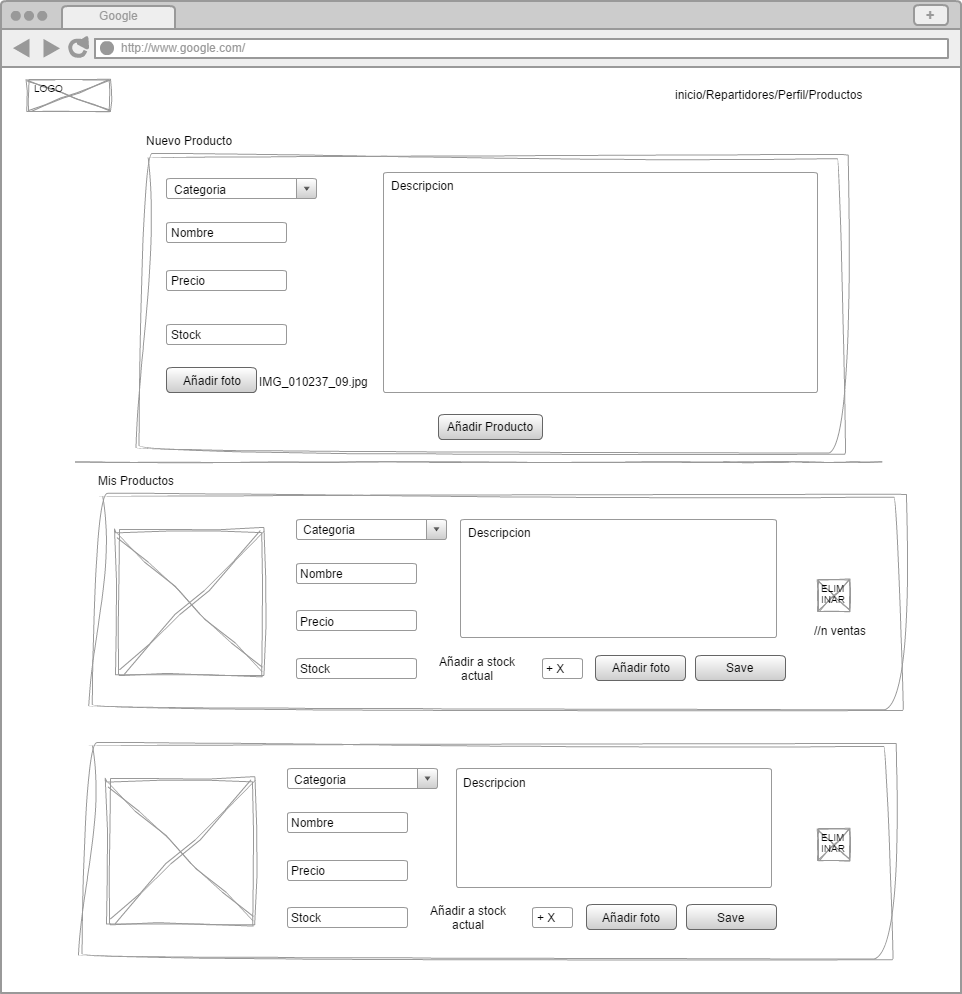 Google
+
http://www.google.com/
LOGO
inicio/Repartidores/Perfil/Productos
Nuevo Producto
Categoria
Descripcion
Nombre
Precio
Stock
Añadir foto
IMG_010237_09.jpg
Añadir Producto
Mis Productos
Categoria
Descripcion
Nombre
ELIM
INAR
Precio
//n ventas
Stock
Añadir a stock
actual
+ X
Añadir foto
Save
Categoria
Descripcion
Nombre
ELIM
INAR
Precio
Stock
Añadir a stock
actual
+ X
Añadir foto
Save